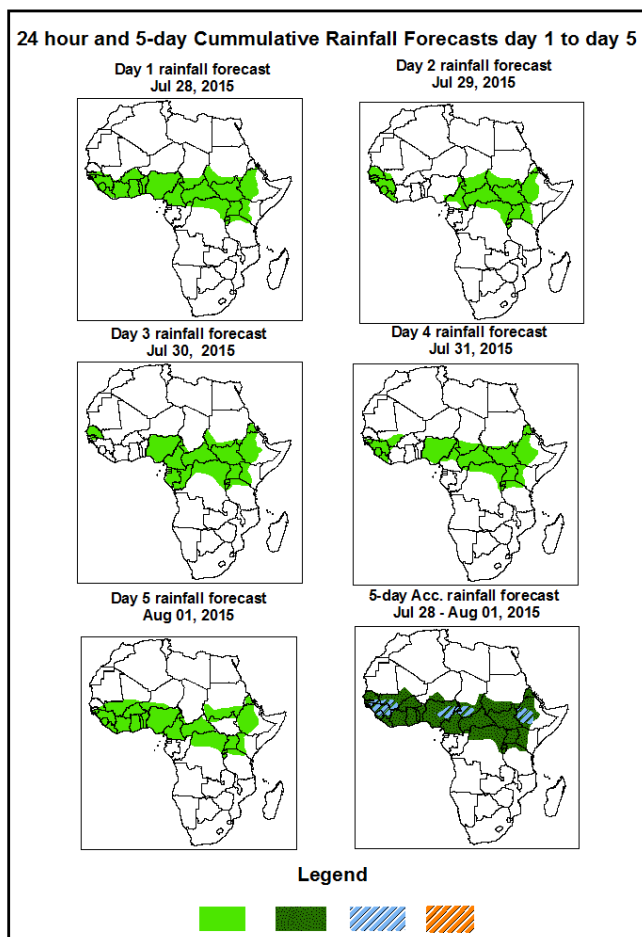 24 hour and 5-day Cummulative Rainfall Forecasts day 1 to day 5
Day 1 rainfall forecast
Jul 28, 2015
Day 2 rainfall forecast
Jul 29, 2015
Day 3 rainfall forecast
Jul 30, 2015
Day 4 rainfall forecast
Jul 31, 2015
Day 5 rainfall forecast
Aug 01, 2015
5-day Acc. rainfall forecast
Jul 28 - Aug 01, 2015
Legend